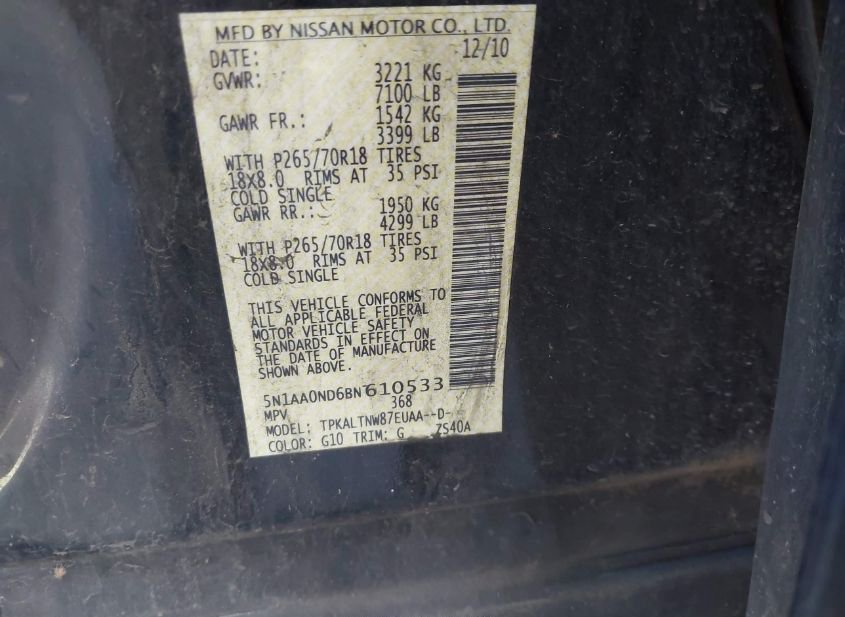 MFD BY NISSAN MOTOR CO., LTD.
DATE: 12/10
GVWR: 3221 KG
7100 LB
GAWR FR.: 1542 KG
3399 LB
WITH P265/70R18 TIRES
18X8.0 RIMS AT 35 PSI
COLD SINGLE
GAWR RR.: 1950 KG
4299 LB
WITH P265/70R18 TIRES
18X8.0 RIMS AT 35 PSI
COLD SINGLE
THIS VEHICLE CONFORMS TO
ALL APPLICABLE FEDERAL
MOTOR VEHICLE SAFETY
STANDARDS IN EFFECT ON
THE DATE OF MANUFACTURE
SHOWN ABOVE.
5N1AA0ND6BN610533
MPV 368
MODEL: TPKALTNW87EUAA--D-
COLOR: G10 TRIM: G ZS40A